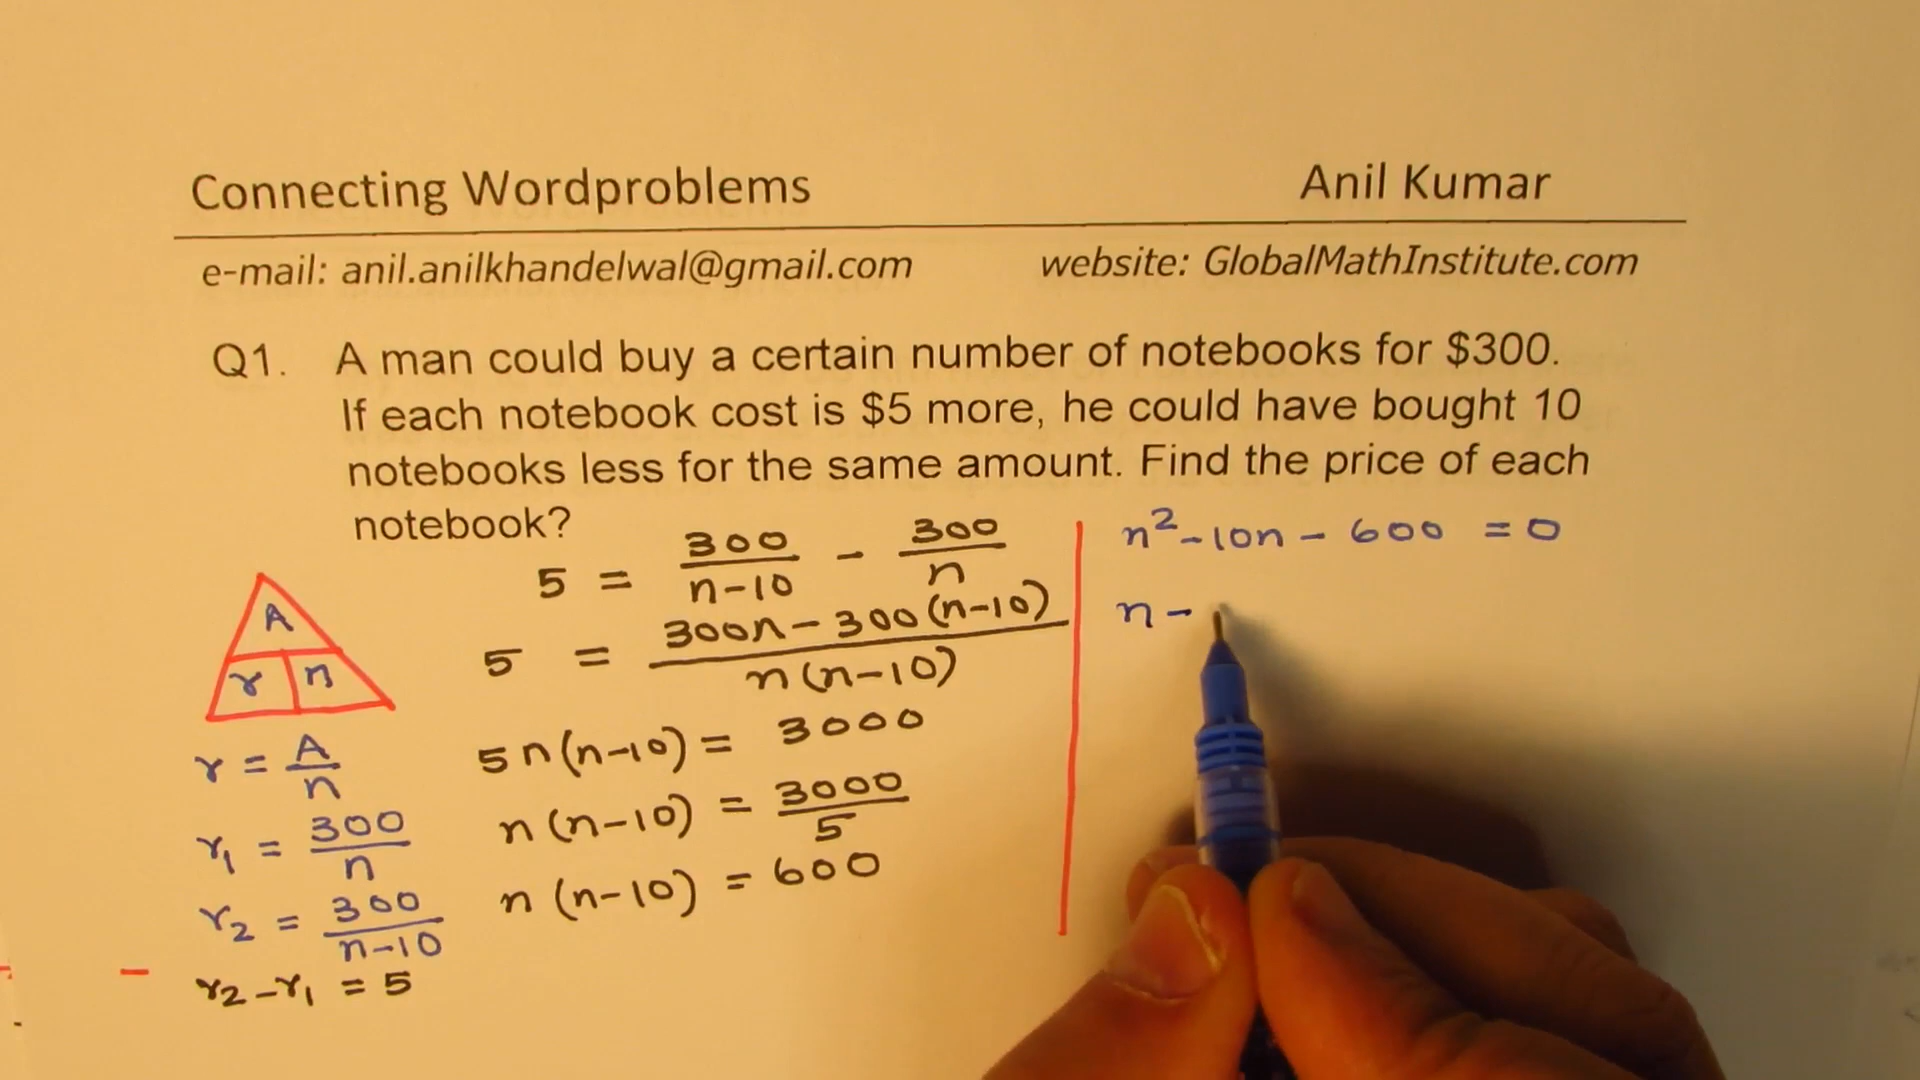 Connecting Wordproblems
Anil Kumar
e-mail: anil.anilkhandelwal@gmail.com
website: GlobalMathInstitute.com
Q1. A man could buy a certain number of notebooks for $300.
If each notebook cost is $5 more, he could have bought 10
notebooks less for the same amount. Find the price of each
notebook?
A
r n
r = A/n
r₁ = 300/n
r₂ = 300/n-10
r₂-r₁ = 5
5 = 300/n-10 - 300/n
5 = 300n-300(n-10)/n(n-10)
5n(n-10) = 3000
n(n-10) = 3000/5
n(n-10) = 600
n²-10n-600 = 0
n-